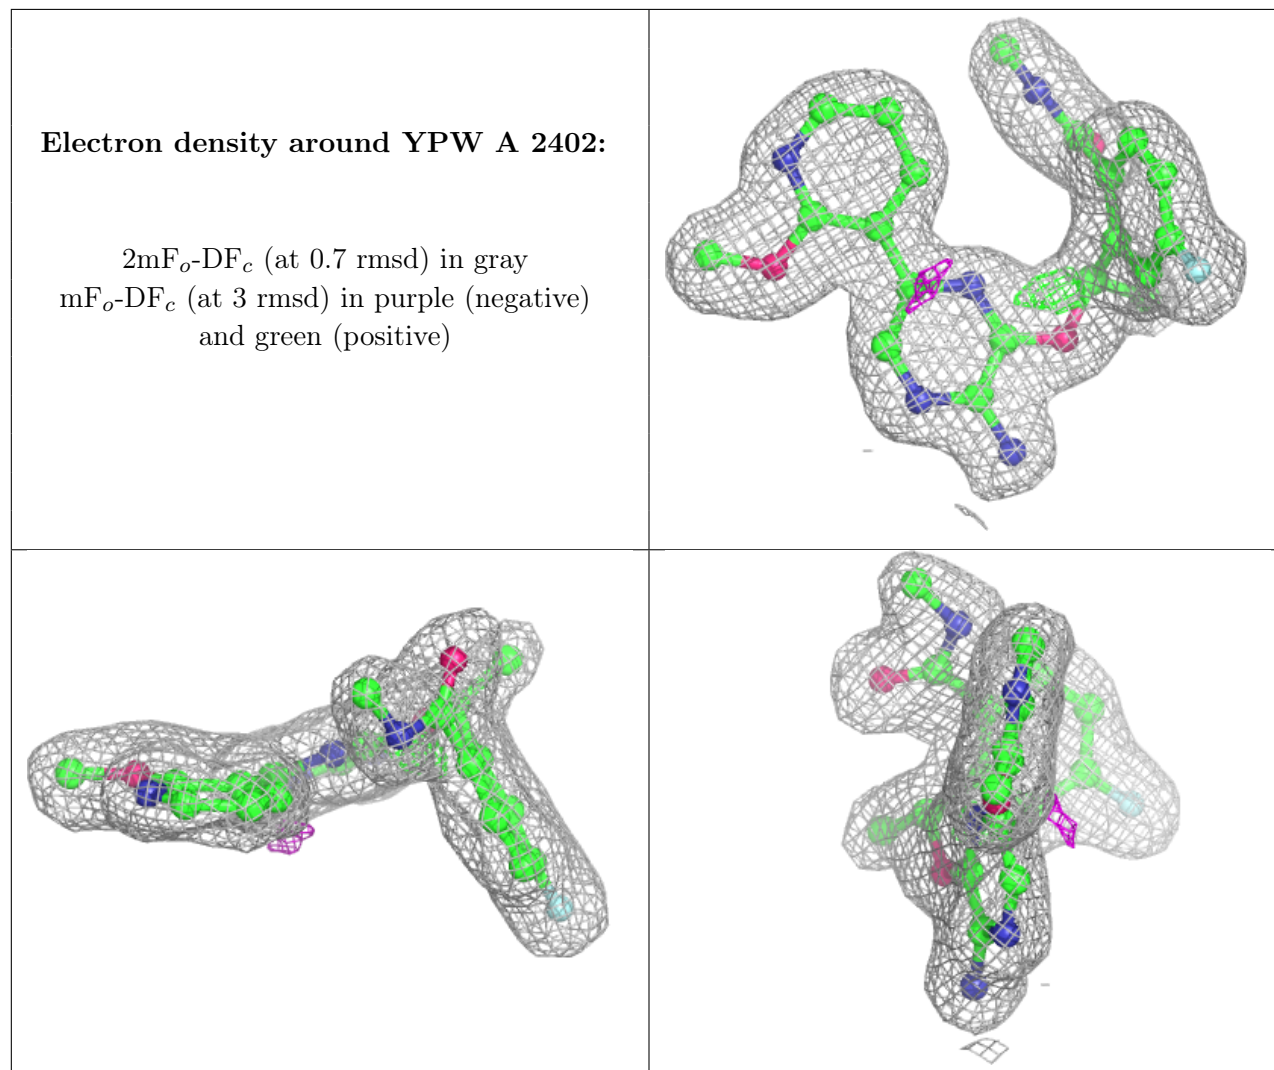 Electron density around YPW A 2402:
2mFₒ-DF𝒸 (at 0.7 rmsd) in gray
mFₒ-DF𝒸 (at 3 rmsd) in purple (negative)
and green (positive)